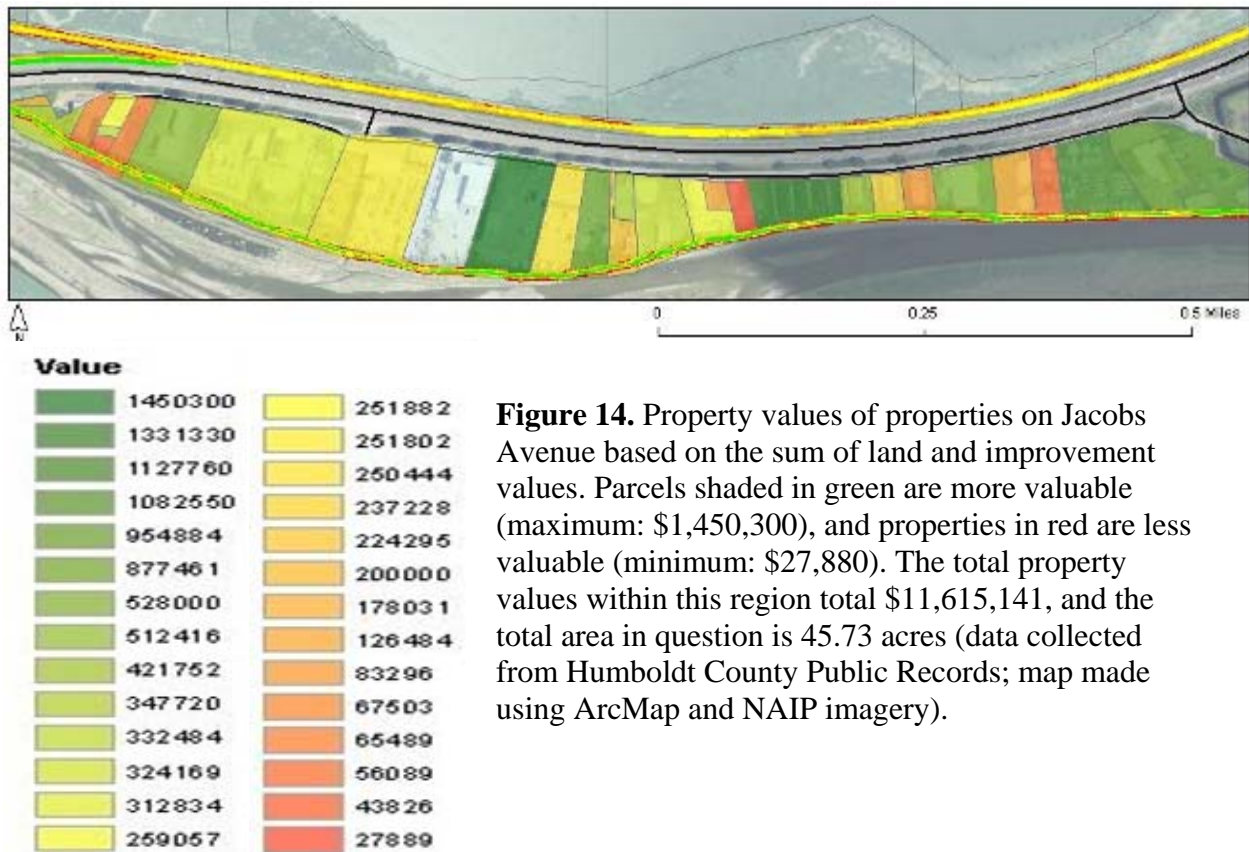 0
0.25
0.5 Miles
N
Value
1450300
1331330
1127760
1082550
954884
877461
528000
512416
421752
347720
332484
324169
312834
259057
251882
251802
250444
237228
224295
200000
178031
126484
83296
67503
65489
56089
43826
27889
Figure 14. Property values of properties on Jacobs
Avenue based on the sum of land and improvement
values. Parcels shaded in green are more valuable
(maximum: $1,450,300), and properties in red are less
valuable (minimum: $27,880). The total property
values within this region total $11,615,141, and the
total area in question is 45.73 acres (data collected
from Humboldt County Public Records; map made
using ArcMap and NAIP imagery).